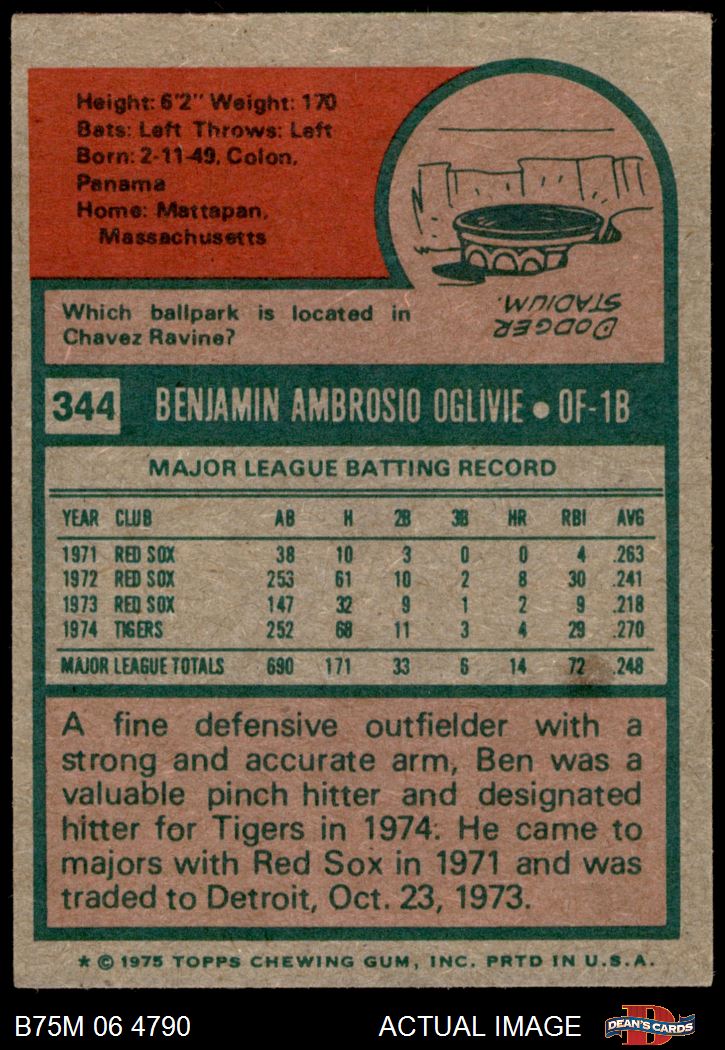 Height: 6'2" Weight: 170
Bats: Left Throws: Left
Born: 2-11-49, Colon,
Panama
Home: Mattapan,
Massachusetts
Which ballpark is located in
Chavez Ravine?
DODGER
STADIUM.
344 BENJAMIN AMBROSIO OGLIVIE • OF-1B
MAJOR LEAGUE BATTING RECORD
YEAR CLUB AB H 2B 3B HR RBI AVG
1971 RED SOX 38 10 3 0 0 4 .263
1972 RED SOX 253 61 10 2 8 30 .241
1973 RED SOX 147 32 9 1 2 9 .218
1974 TIGERS 252 68 11 3 4 29 .270
MAJOR LEAGUE TOTALS 690 171 33 6 14 72 .248
A fine defensive outfielder with a
strong and accurate arm, Ben was a
valuable pinch hitter and designated
hitter for Tigers in 1974. He came to
majors with Red Sox in 1971 and was
traded to Detroit, Oct. 23, 1973.
* © 1975 TOPPS CHEWING GUM, INC. PRTD IN U.S.A.
B75M 06 4790 ACTUAL IMAGE
DEAN'S CARDS